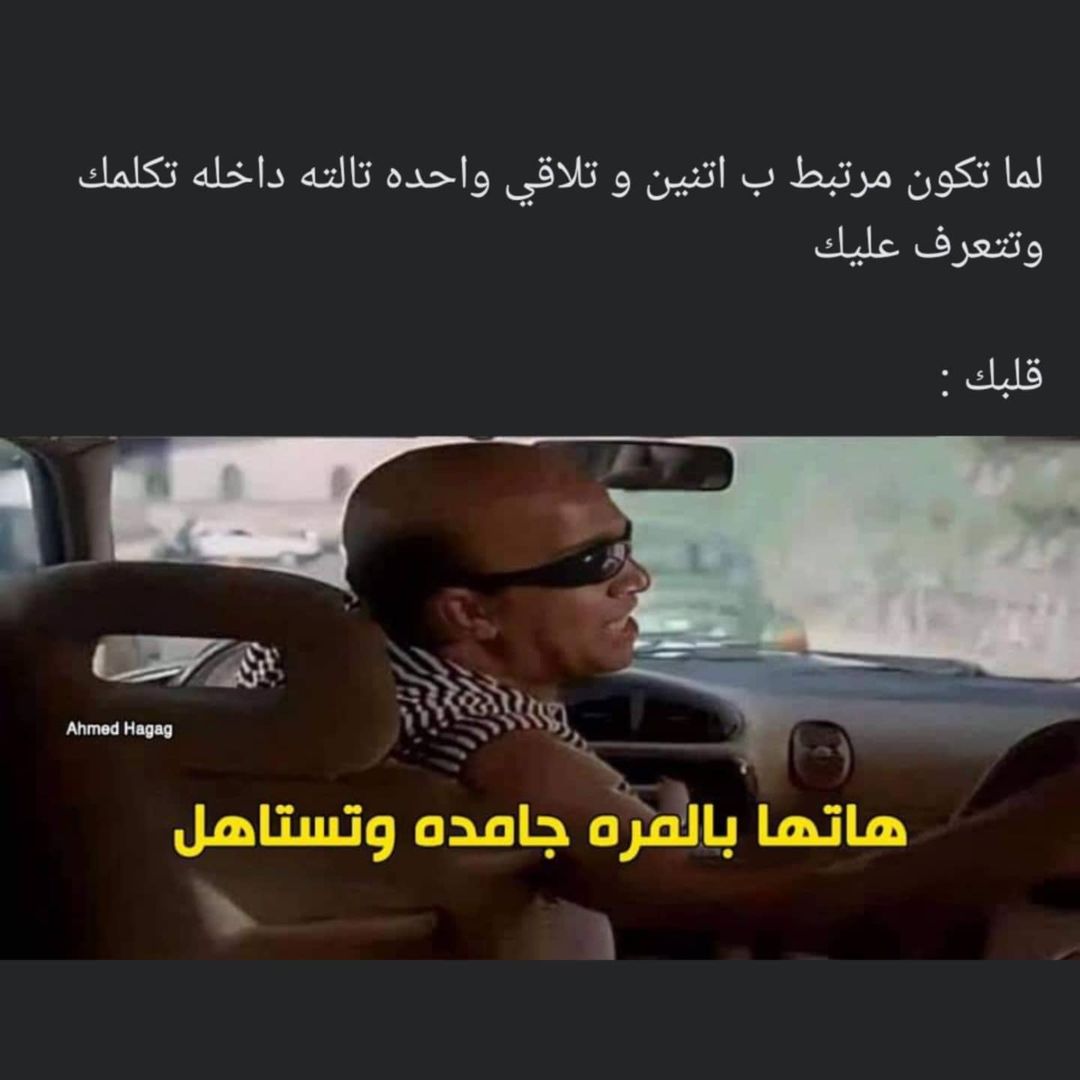 لما تكون مرتبط ب اتنين و تلاقي واحده تالته داخله تكلمك
وتتعرف عليك
قلبك :
Ahmed Hagag
هاتها بالمره جامده وتستاهل